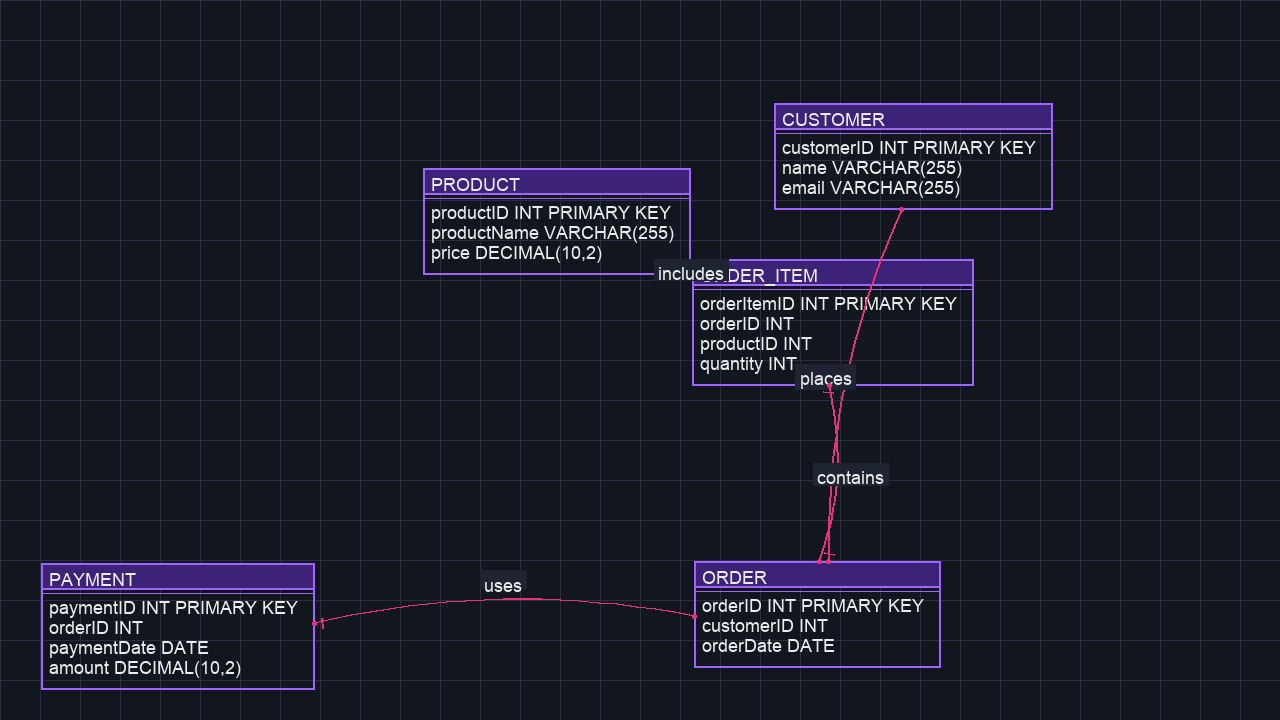 CUSTOMER
customerID INT PRIMARY KEY
name VARCHAR(255)
email VARCHAR(255)
PRODUCT
productID INT PRIMARY KEY
productName VARCHAR(255)
price DECIMAL(10,2)
includes
DER_ITEM
orderItemID INT PRIMARY KEY
orderID INT
productID INT
quantity INT
places
contains
uses
PAYMENT
paymentID INT PRIMARY KEY
orderID INT
paymentDate DATE
amount DECIMAL(10,2)
ORDER
orderID INT PRIMARY KEY
customerID INT
orderDate DATE